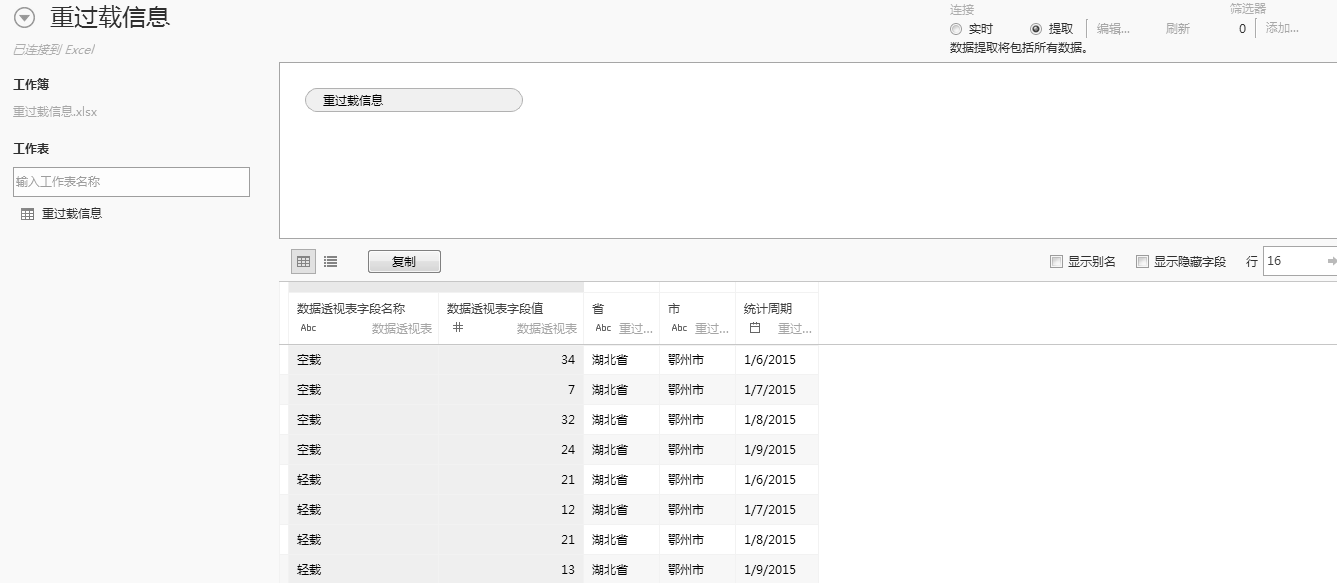 重过载信息
已连接到 Excel
连接
实时 提取 编辑... 刷新
数据提取将包括所有数据。
筛选器
0 添加...
工作簿
重过载信息.xlsx
工作表
输入工作表名称
重过载信息
重过载信息
复制
显示别名 显示隐藏字段 行 16
数据透视表字段名称 数据透视表字段值 省 市 统计周期
Abc 数据透视表 数据透视表 Abc 重过... Abc 重过... 重过...
空载 34 湖北省 鄂州市 1/6/2015
空载 7 湖北省 鄂州市 1/7/2015
空载 32 湖北省 鄂州市 1/8/2015
空载 24 湖北省 鄂州市 1/9/2015
轻载 21 湖北省 鄂州市 1/6/2015
轻载 12 湖北省 鄂州市 1/7/2015
轻载 21 湖北省 鄂州市 1/8/2015
轻载 13 湖北省 鄂州市 1/9/2015